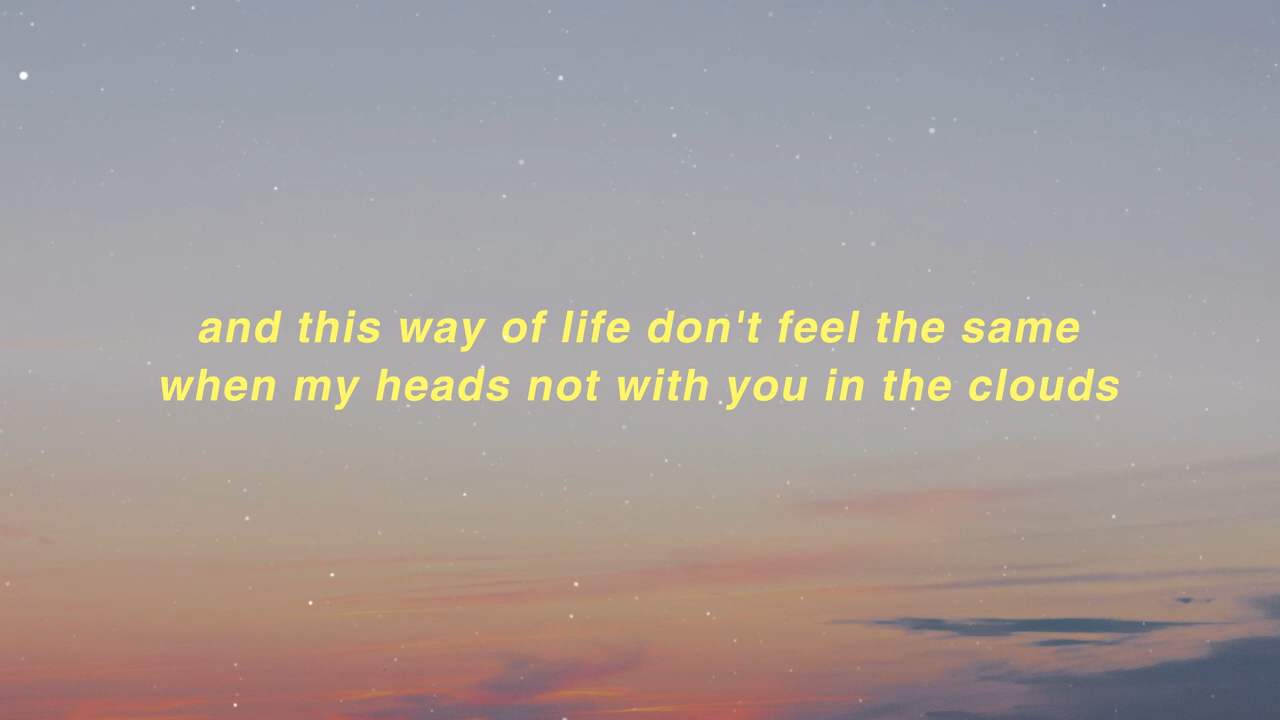 and this way of life don't feel the same
when my heads not with you in the clouds